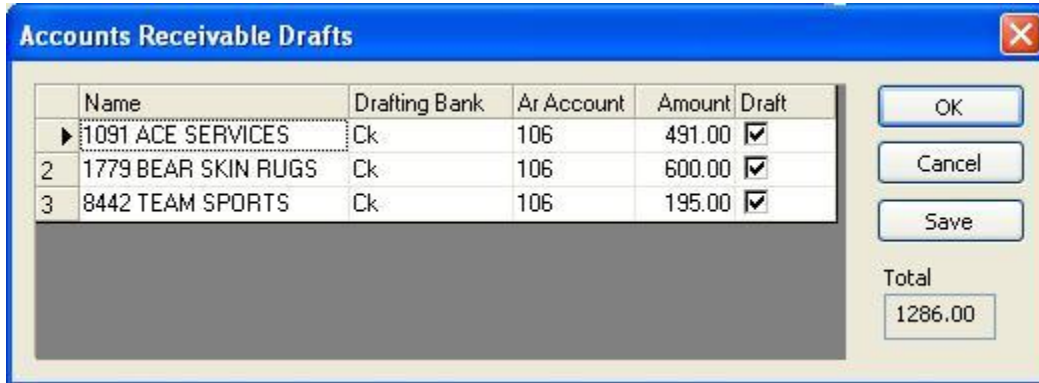 Accounts Receivable Drafts
Name Drafting Bank Ar Account Amount Draft
1091 ACE SERVICES Ck 106 491.00
2 1779 BEAR SKIN RUGS Ck 106 600.00
3 8442 TEAM SPORTS Ck 106 195.00
OK
Cancel
Save
Total
1286.00